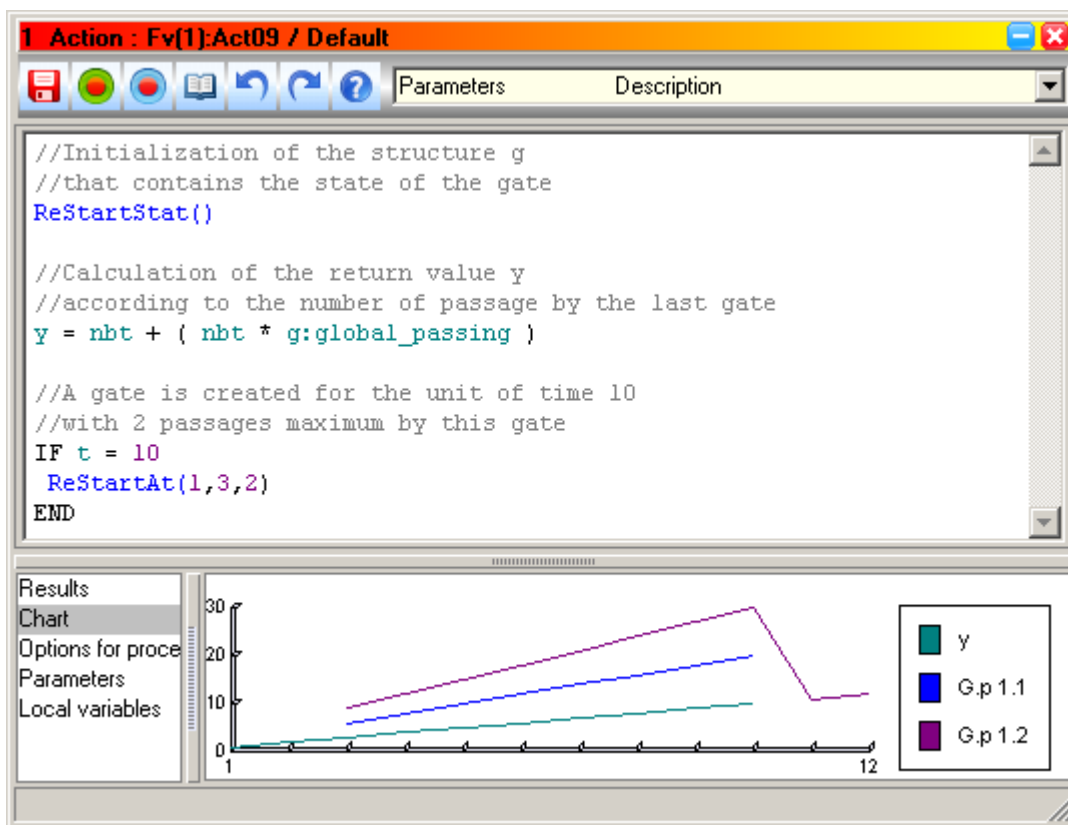 1 Action : Fv(1):Act09 / Default
Parameters Description
//Initialization of the structure g
//that contains the state of the gate
ReStartStat()
//Calculation of the return value y
//according to the number of passage by the last gate
y = nbt + ( nbt * g:global_passing )
//A gate is created for the unit of time 10
//with 2 passages maximum by this gate
IF t = 10
ReStartAt(1,3,2)
END
Results
Chart
Options for proce
Parameters
Local variables
30
20
10
0
1
12
y
G.p 1.1
G.p 1.2